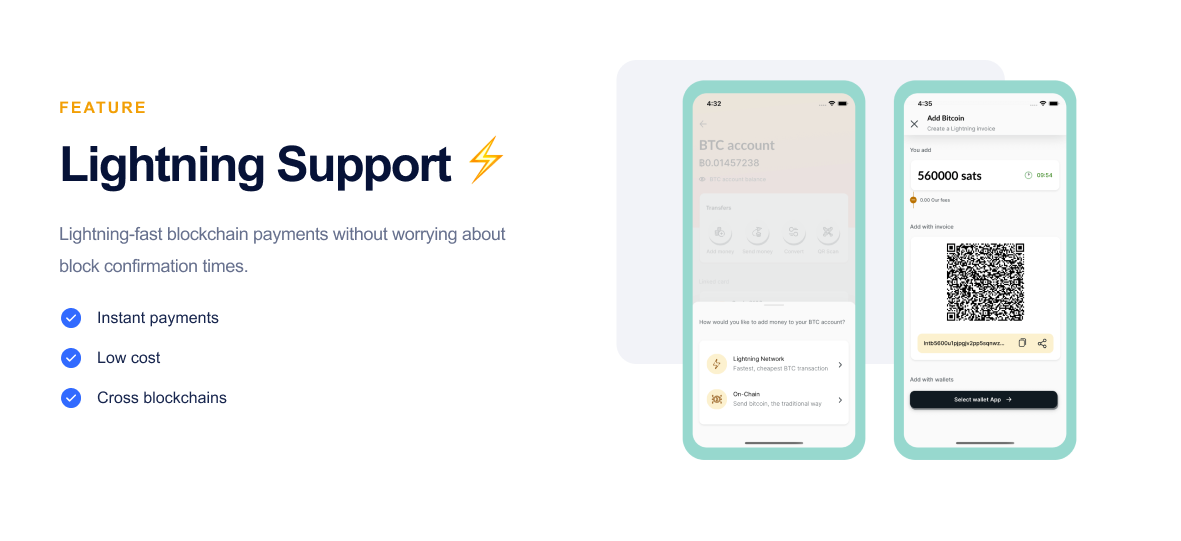 FEATURE
Lightning Support ⚡
Lightning-fast blockchain payments without worrying about
block confirmation times.
Instant payments
Low cost
Cross blockchains
4:32
BTC account
฿0.01457238
BTC account balance
Transfers
Add money
Send money
Convert
How would you like to add money to your BTC account?
Lightning Network
Fastest, cheapest BTC transaction
On-Chain
Send bitcoin, the traditional way
4:35
Add Bitcoin
Create a Lightning invoice
You add
560000 sats
09:54
0.00 Our fees
Add with invoice
lntb5600u1pjpgjv2pp5sqnwz...
Add with wallets
Select wallet App →